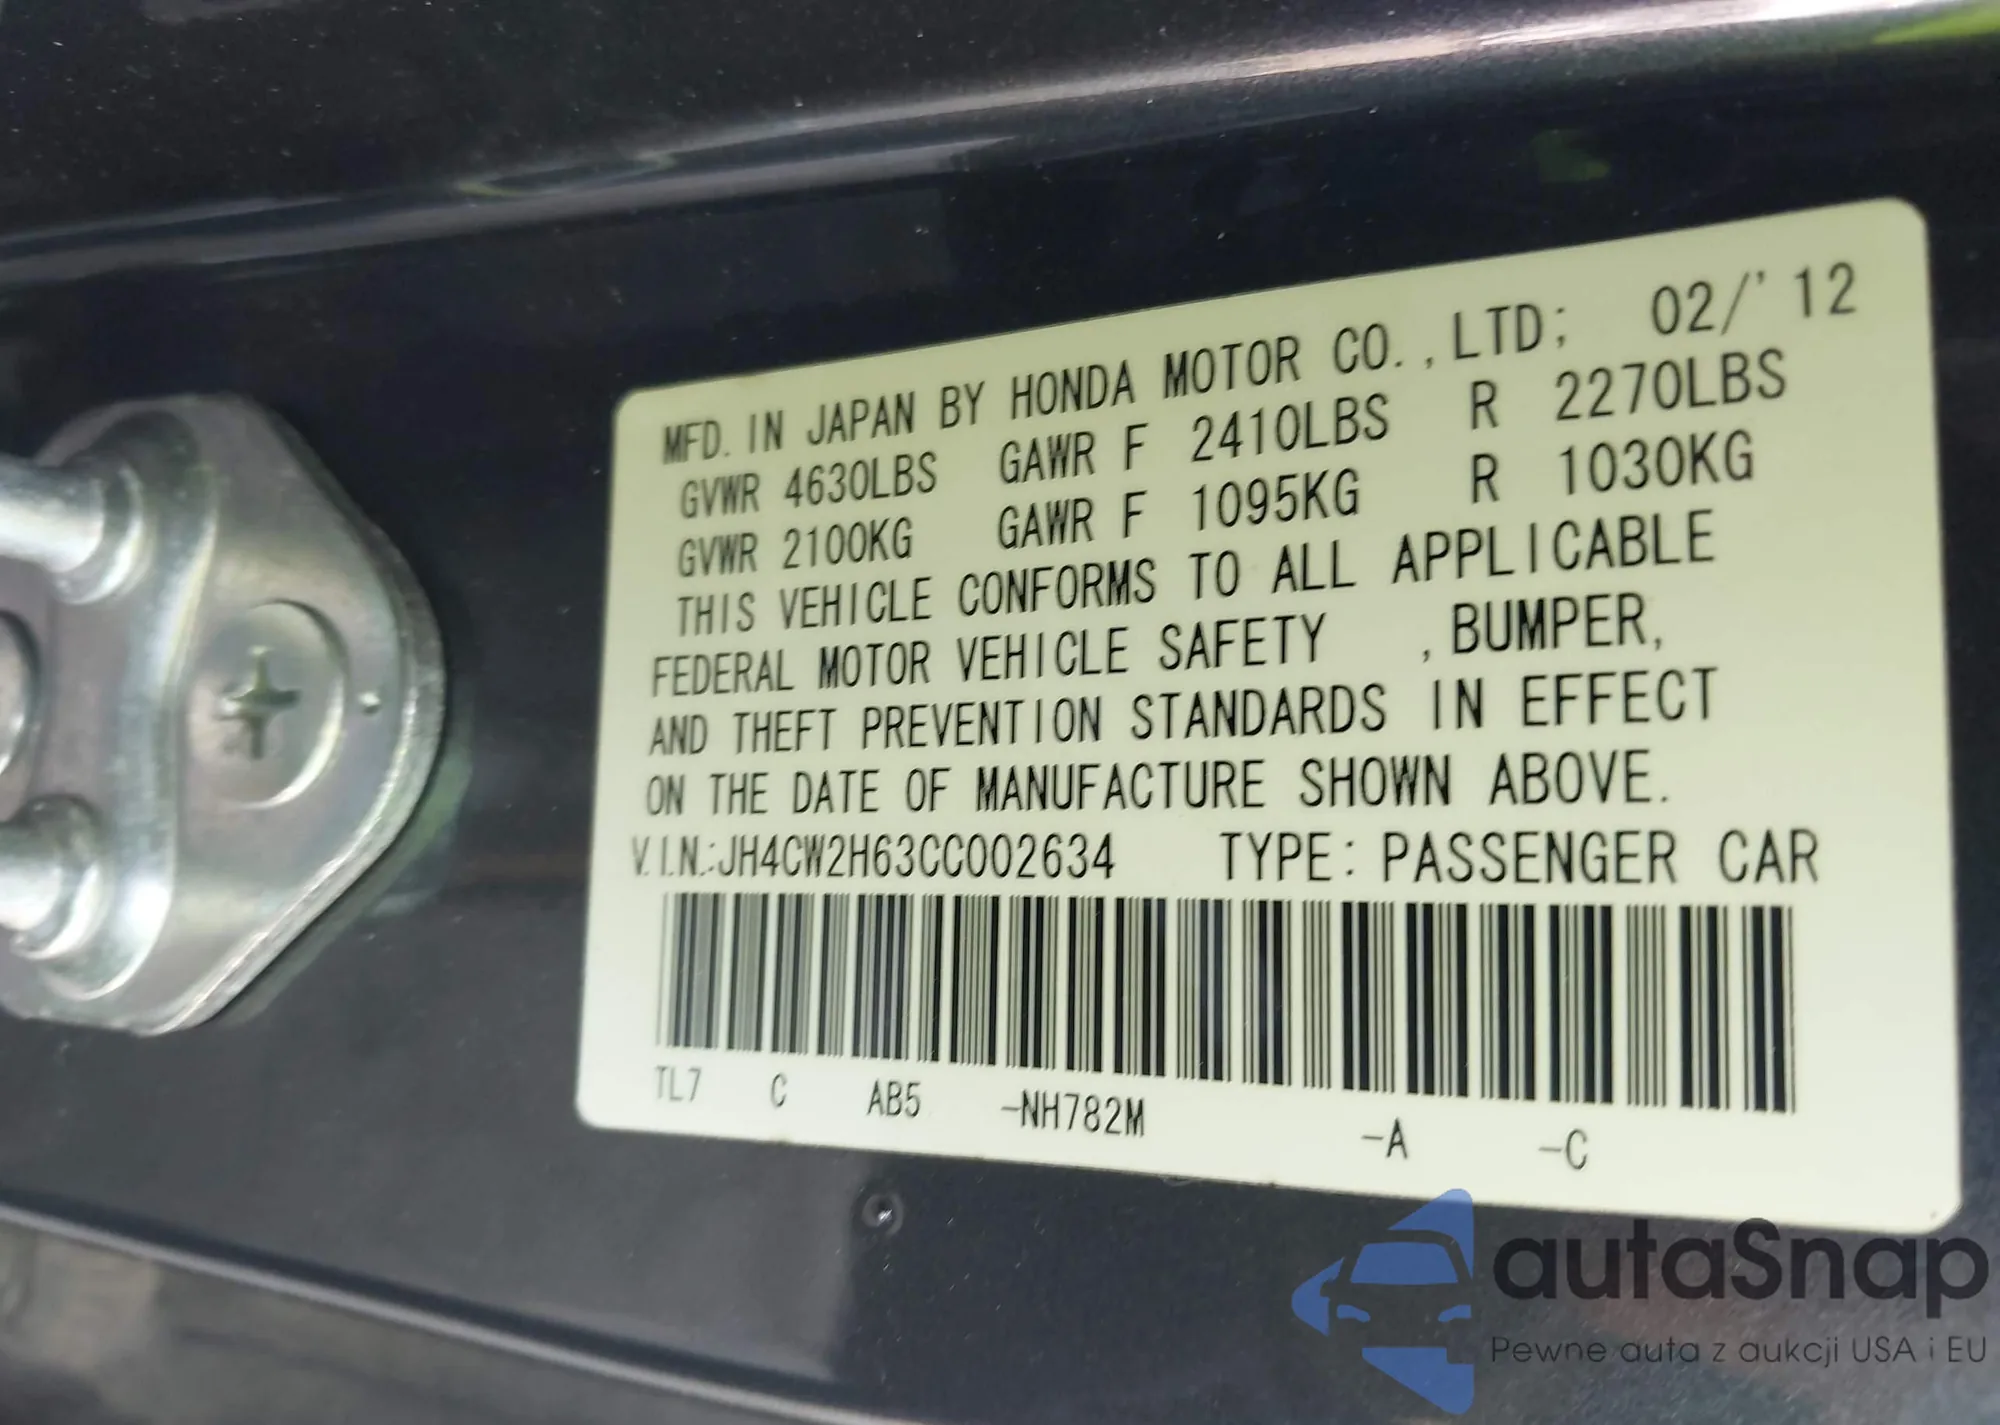 MFD. IN JAPAN BY HONDA MOTOR CO.,LTD; 02/'12
GVWR 4630LBS GAWR F 2410LBS R 2270LBS
GVWR 2100KG GAWR F 1095KG R 1030KG
THIS VEHICLE CONFORMS TO ALL APPLICABLE
FEDERAL MOTOR VEHICLE SAFETY ,BUMPER,
AND THEFT PREVENTION STANDARDS IN EFFECT
ON THE DATE OF MANUFACTURE SHOWN ABOVE.
V.I.N.:JH4CW2H63CC002634 TYPE: PASSENGER CAR
TL7 C AB5 -NH782M -A -C
autaSnap
Pewne auta z aukcji USA i EU